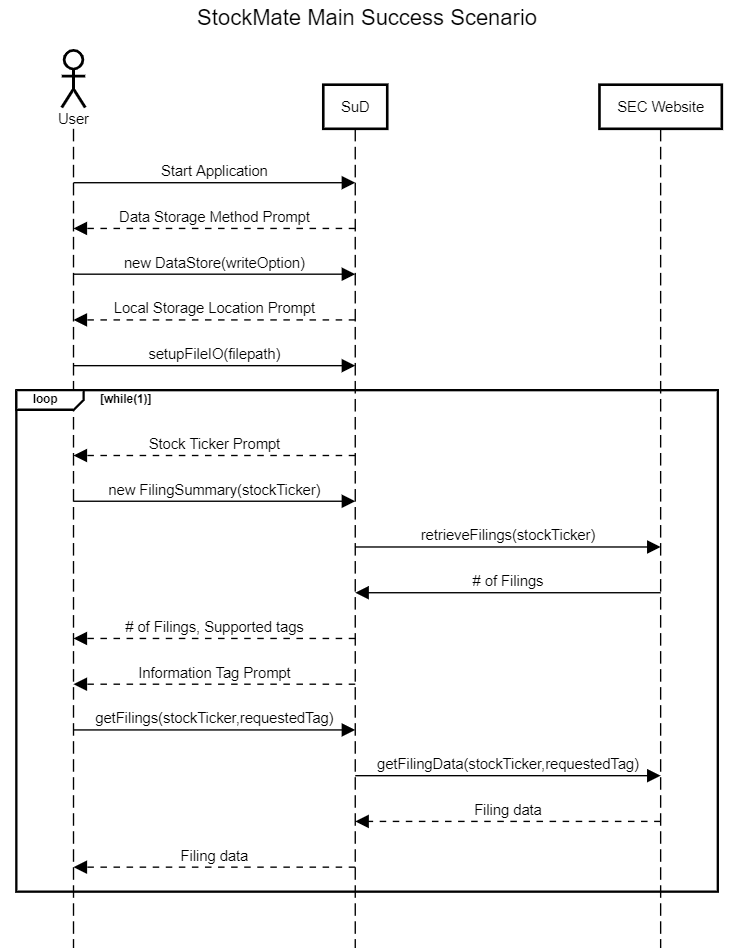 StockMate Main Success Scenario
User
SuD
SEC Website
Start Application
Data Storage Method Prompt
new DataStore(writeOption)
Local Storage Location Prompt
setupFileIO(filepath)
loop [while(1)]
Stock Ticker Prompt
new FilingSummary(stockTicker)
retrieveFilings(stockTicker)
# of Filings
# of Filings, Supported tags
Information Tag Prompt
getFilings(stockTicker,requestedTag)
getFilingData(stockTicker,requestedTag)
Filing data
Filing data